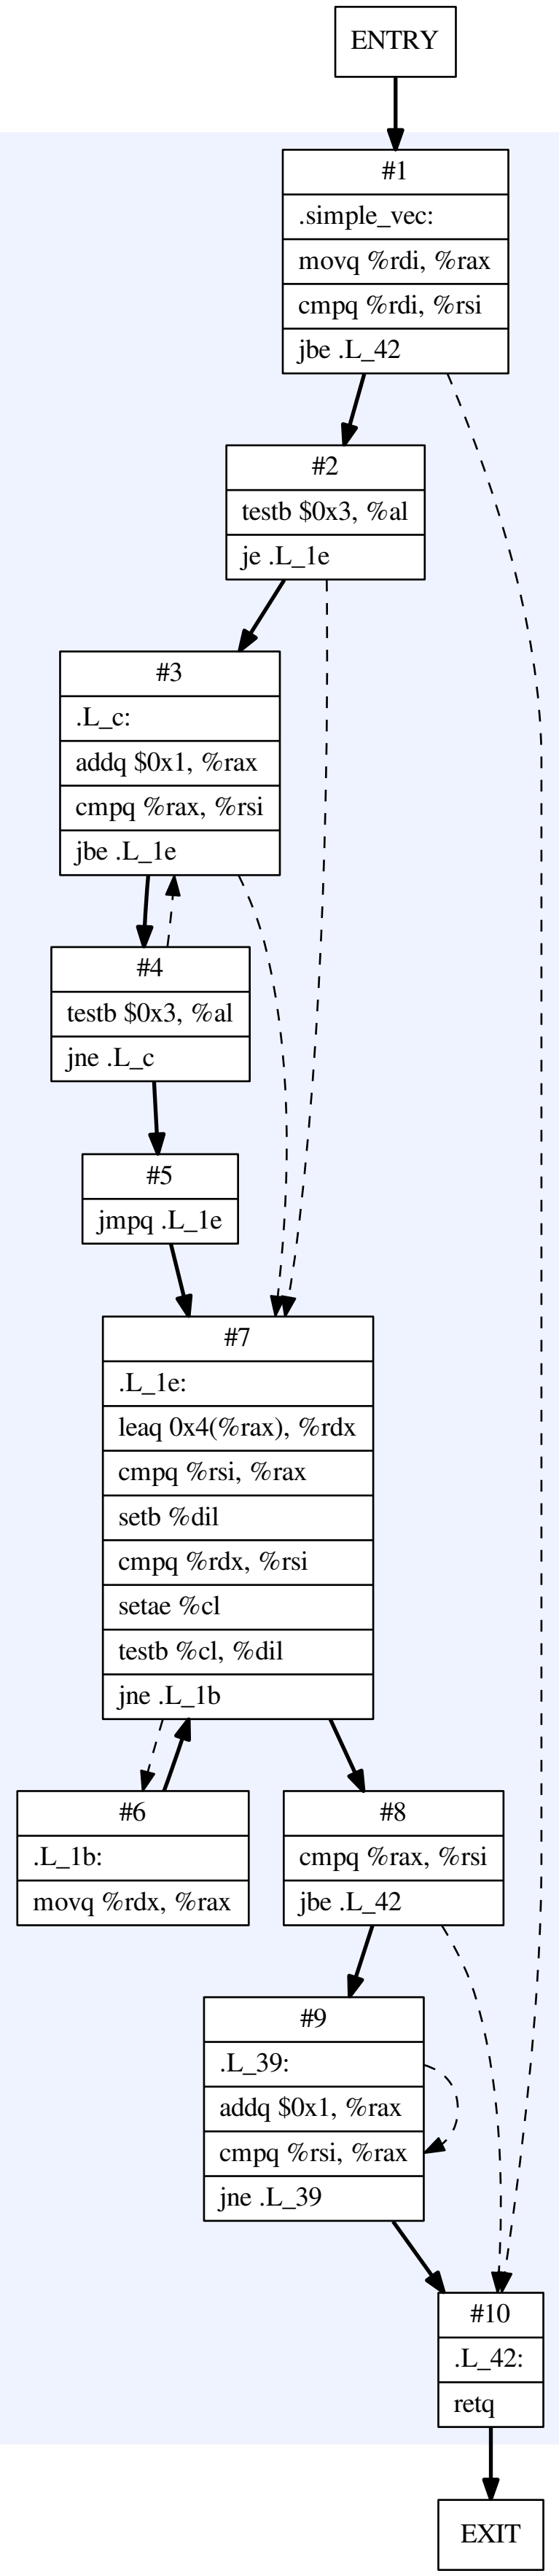 ENTRY
#1
.simple_vec:
movq %rdi, %rax
cmpq %rdi, %rsi
jbe .L_42
#2
testb $0x3, %al
je .L_1e
#3
.L_c:
addq $0x1, %rax
cmpq %rax, %rsi
jbe .L_1e
#4
testb $0x3, %al
jne .L_c
#5
jmpq .L_1e
#7
.L_1e:
leaq 0x4(%rax), %rdx
cmpq %rsi, %rax
setb %dil
cmpq %rdx, %rsi
setae %cl
testb %cl, %dil
jne .L_1b
#6
.L_1b:
movq %rdx, %rax
#8
cmpq %rax, %rsi
jbe .L_42
#9
.L_39:
addq $0x1, %rax
cmpq %rsi, %rax
jne .L_39
#10
.L_42:
retq
EXIT